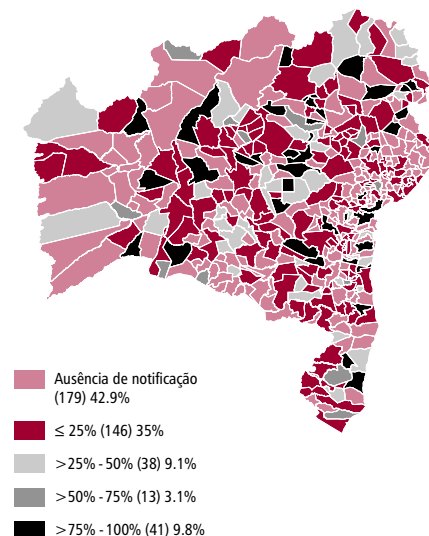 Ausência de notificação
(179) 42.9%
≤ 25% (146) 35%
>25% - 50% (38) 9.1%
>50% - 75% (13) 3.1%
>75% - 100% (41) 9.8%